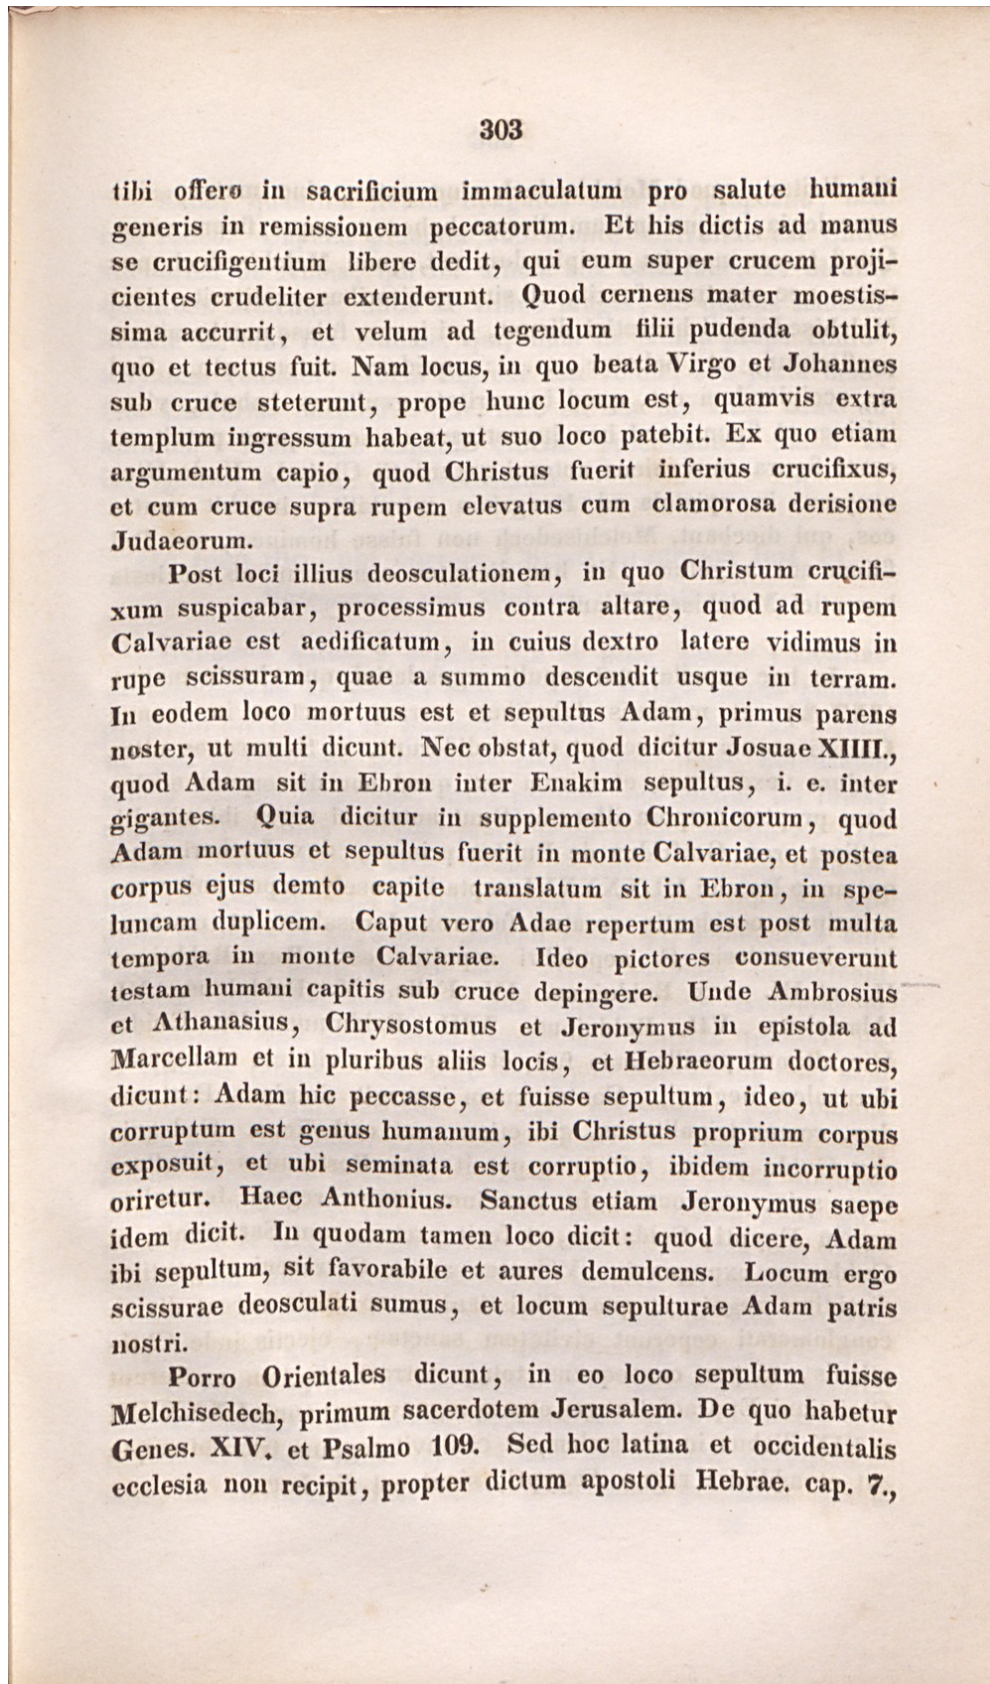 303
tibi offero in sacrificium immaculatum pro salute humani
generis in remissionem peccatorum. Et his dictis ad manus
se crucifigentium libere dedit, qui eum super crucem proji-
cientes crudeliter extenderunt. Quod cernens mater moestis-
sima accurrit, et velum ad tegendum filii pudenda obtulit,
quo et tectus fuit. Nam locus, in quo beata Virgo et Johannes
sub cruce steterunt, prope hunc locum est, quamvis extra
templum ingressum habeat, ut suo loco patebit. Ex quo etiam
argumentum capio, quod Christus fuerit inferius crucifixus,
et cum cruce supra rupem elevatus cum clamorosa derisione
Judaeorum.
Post loci illius deosculationem, in quo Christum crucifi-
xum suspicabar, processimus contra altare, quod ad rupem
Calvariae est aedificatum, in cuius dextro latere vidimus in
rupe scissuram, quae a summo descendit usque in terram.
In eodem loco mortuus est et sepultus Adam, primus parens
noster, ut multi dicunt. Nec obstat, quod dicitur Josuae XIIII.,
quod Adam sit in Ebron inter Enakim sepultus, i. e. inter
gigantes. Quia dicitur in supplemento Chronicorum, quod
Adam mortuus et sepultus fuerit in monte Calvariae, et postea
corpus ejus demto capite translatum sit in Ebron, in spe-
luncam duplicem. Caput vero Adae repertum est post multa
tempora in monte Calvariae. Ideo pictores consueverunt
testam humani capitis sub cruce depingere. Unde Ambrosius
et Athanasius, Chrysostomus et Jeronymus in epistola ad
Marcellam et in pluribus aliis locis, et Hebraeorum doctores,
dicunt: Adam hic peccasse, et fuisse sepultum, ideo, ut ubi
corruptum est genus humanum, ibi Christus proprium corpus
exposuit, et ubi seminata est corruptio, ibidem incorruptio
oriretur. Haec Anthonius. Sanctus etiam Jeronymus saepe
idem dicit. In quodam tamen loco dicit: quod dicere, Adam
ibi sepultum, sit favorabile et aures demulcens. Locum ergo
scissurae deosculati sumus, et locum sepulturae Adam patris
nostri.
Porro Orientales dicunt, in eo loco sepultum fuisse
Melchisedech, primum sacerdotem Jerusalem. De quo habetur
Genes. XIV. et Psalmo 109. Sed hoc latina et occidentalis
ecclesia non recipit, propter dictum apostoli Hebrae. cap. 7.,